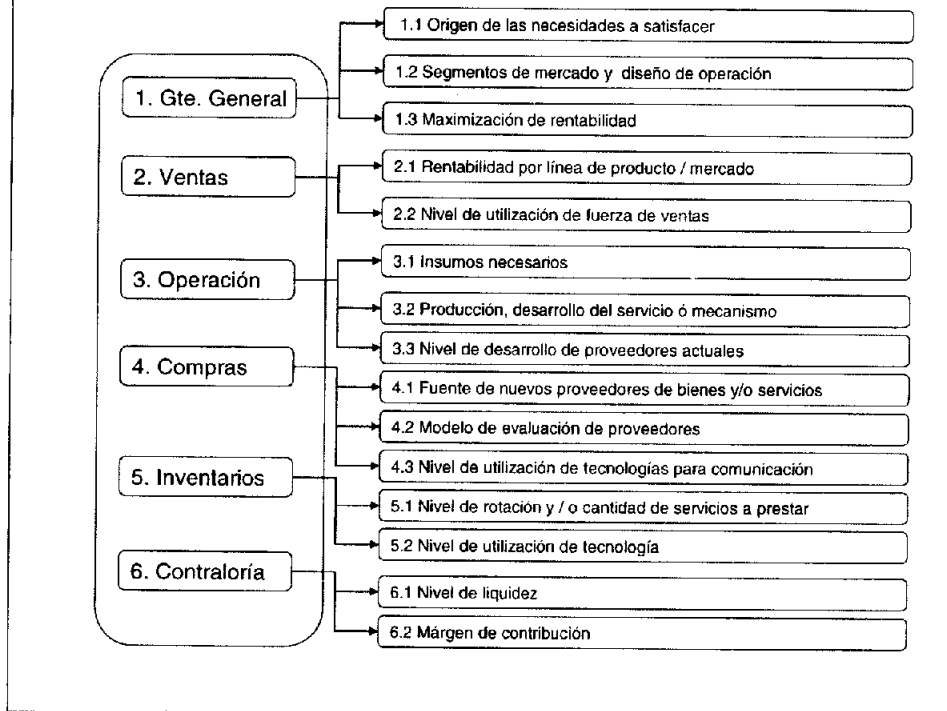 1. Gte. General
1.1 Origen de las necesidades a satisfacer
1.2 Segmentos de mercado y diseño de operación
1.3 Maximización de rentabilidad
2. Ventas
2.1 Rentabilidad por línea de producto / mercado
2.2 Nivel de utilización de fuerza de ventas
3. Operación
3.1 Insumos necesarios
3.2 Producción, desarrollo del servicio ó mecanismo
3.3 Nivel de desarrollo de proveedores actuales
4. Compras
4.1 Fuente de nuevos proveedores de bienes y/o servicios
4.2 Modelo de evaluación de proveedores
4.3 Nivel de utilización de tecnologías para comunicación
5. Inventarios
5.1 Nivel de rotación y / o cantidad de servicios a prestar
5.2 Nivel de utilización de tecnología
6. Contraloría
6.1 Nivel de liquidez
6.2 Márgen de contribución